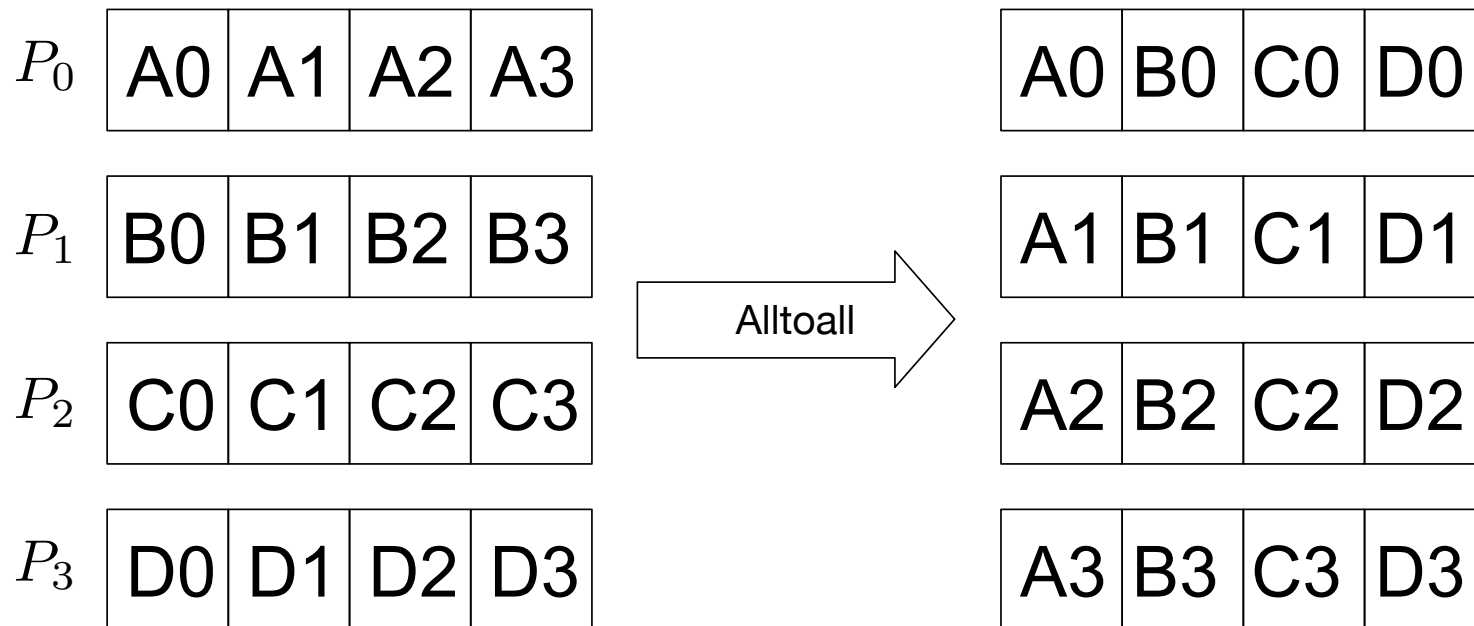 P0 A0 A1 A2 A3 A0 B0 C0 D0
P1 B0 B1 B2 B3 A1 B1 C1 D1
Alltoall
P2 C0 C1 C2 C3 A2 B2 C2 D2
P3 D0 D1 D2 D3 A3 B3 C3 D3